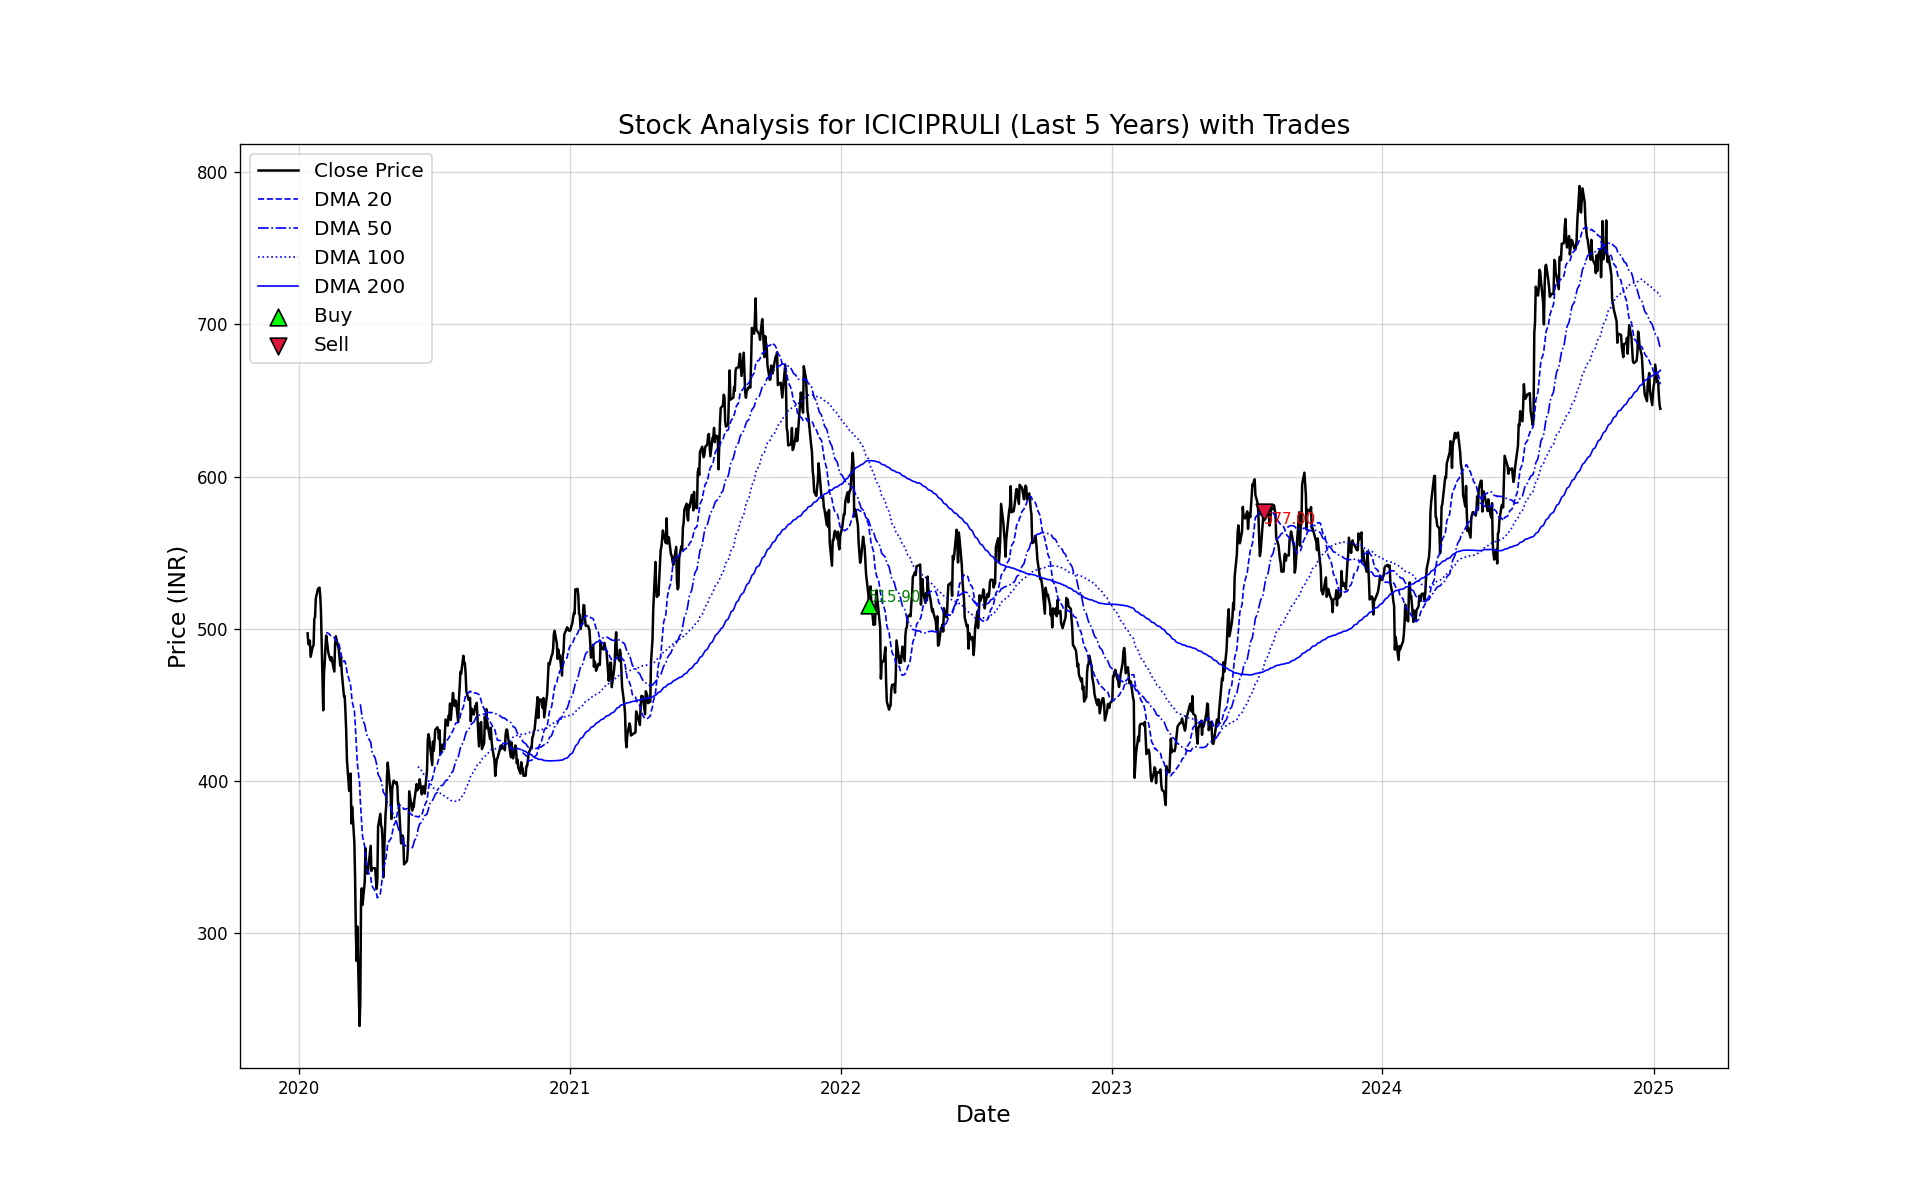 Stock Analysis for ICICIPRULI (Last 5 Years) with Trades
Close Price
DMA 20
DMA 50
DMA 100
DMA 200
Buy
Sell
800
700
600
500
400
300
Price (INR)
515.90
577.00
2020
2021
2022
2023
2024
2025
Date